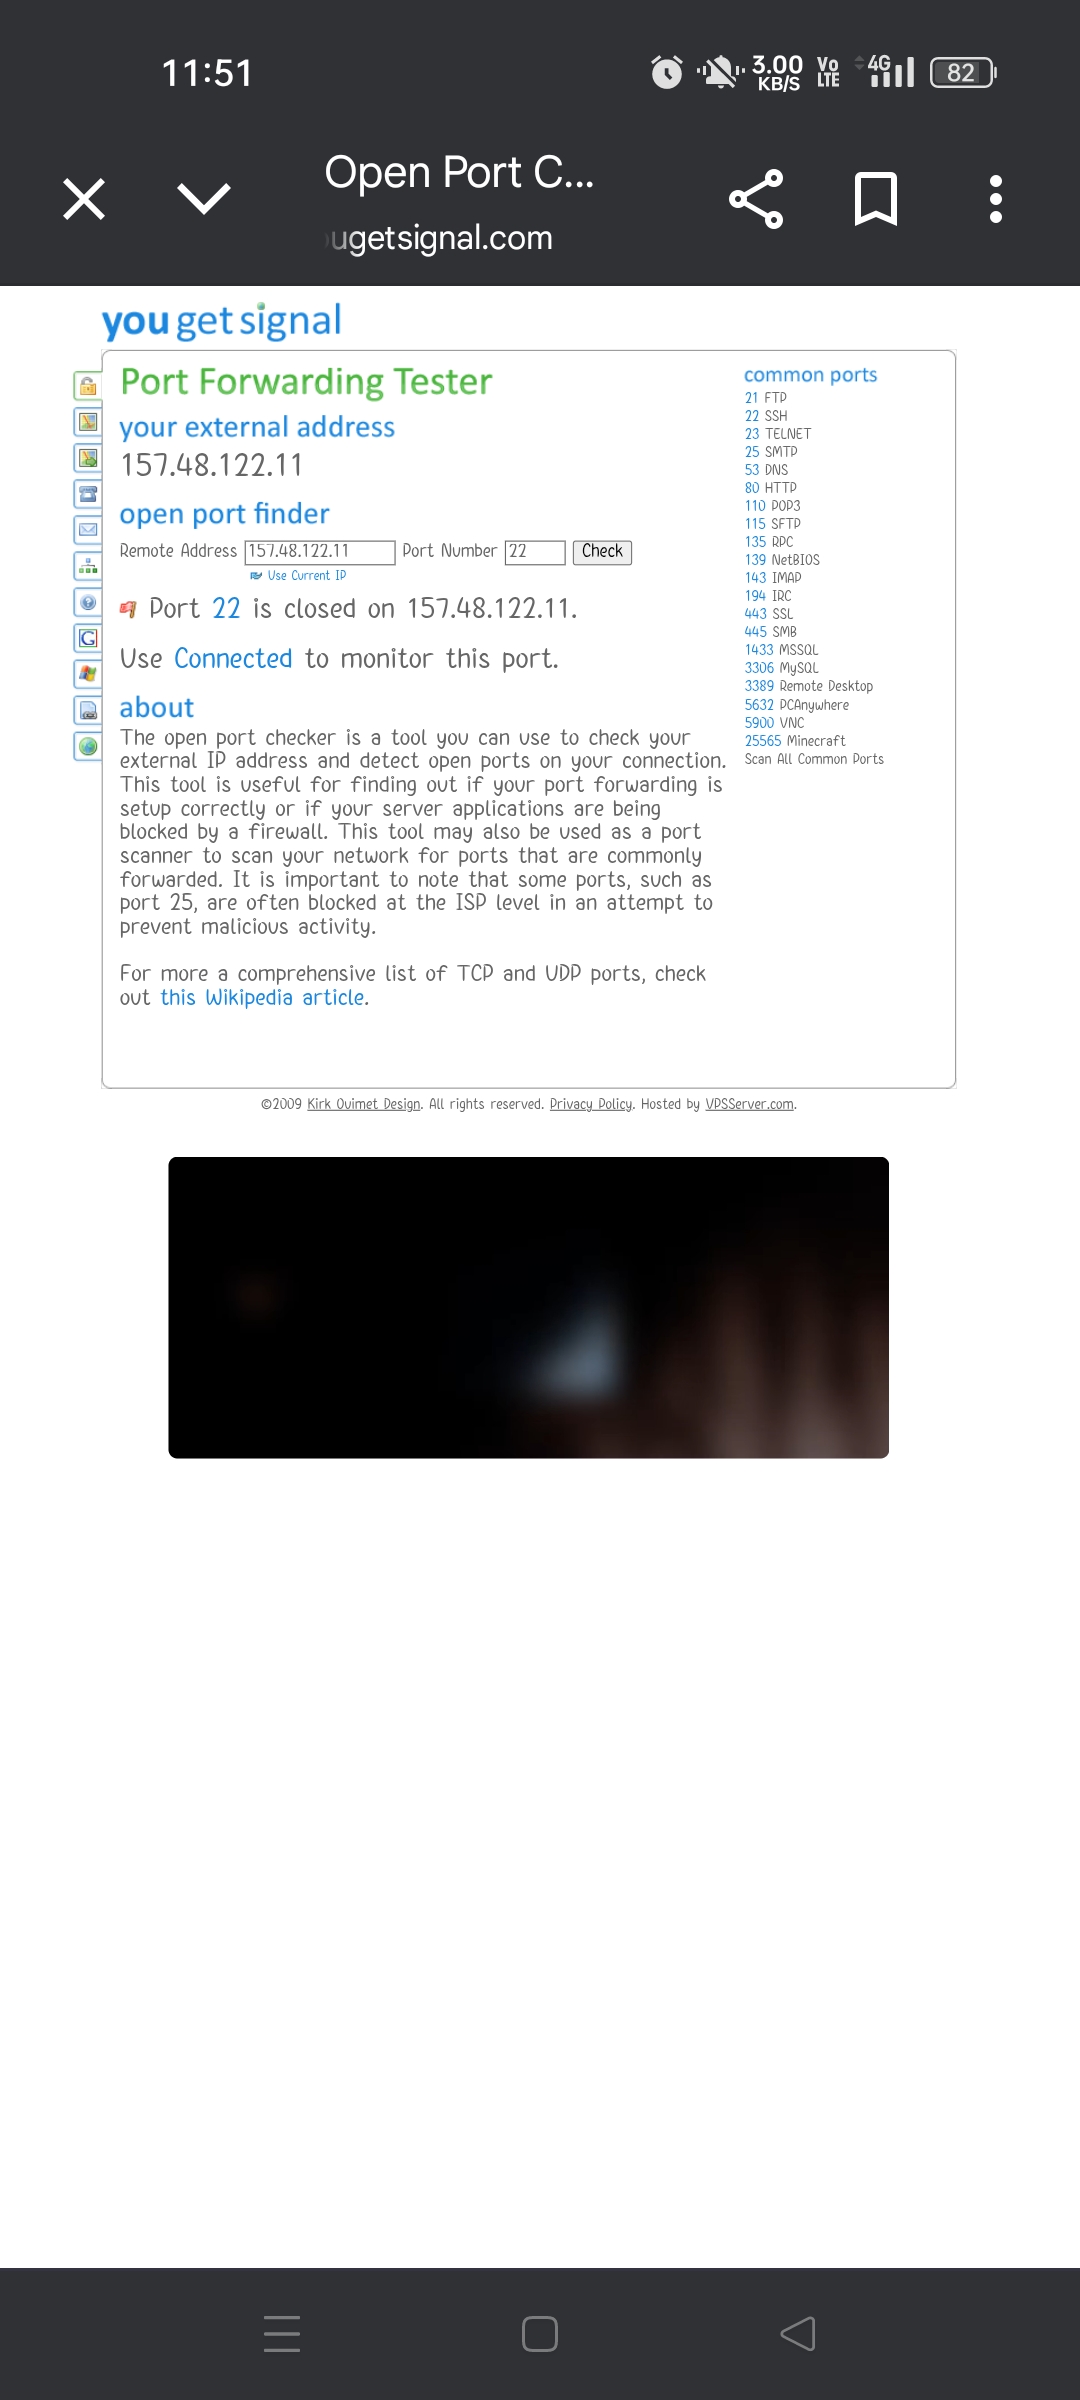 11:51
3.00 KB/S
Vo LTE
4G
82
Open Port C...
ugetsignal.com
you get signal
Port Forwarding Tester
your external address
157.48.122.11
open port finder
Remote Address 157.48.122.11 Port Number 22 Check
Use Current IP
Port 22 is closed on 157.48.122.11.
Use Connected to monitor this port.
about
The open port checker is a tool you can use to check your
external IP address and detect open ports on your connection.
This tool is useful for finding out if your port forwarding is
setup correctly or if your server applications are being
blocked by a firewall. This tool may also be used as a port
scanner to scan your network for ports that are commonly
forwarded. It is important to note that some ports, such as
port 25, are often blocked at the ISP level in an attempt to
prevent malicious activity.
For more a comprehensive list of TCP and UDP ports, check
out this Wikipedia article.
common ports
21 FTP
22 SSH
23 TELNET
25 SMTP
53 DNS
80 HTTP
110 POP3
115 SFTP
135 RPC
139 NetBIOS
143 IMAP
194 IRC
443 SSL
445 SMB
1433 MSSQL
3306 MySQL
3389 Remote Desktop
5632 PCAnywhere
5900 VNC
25565 Minecraft
Scan All Common Ports
©2009 Kirk Ouimet Design. All rights reserved. Privacy Policy. Hosted by VPSServer.com.